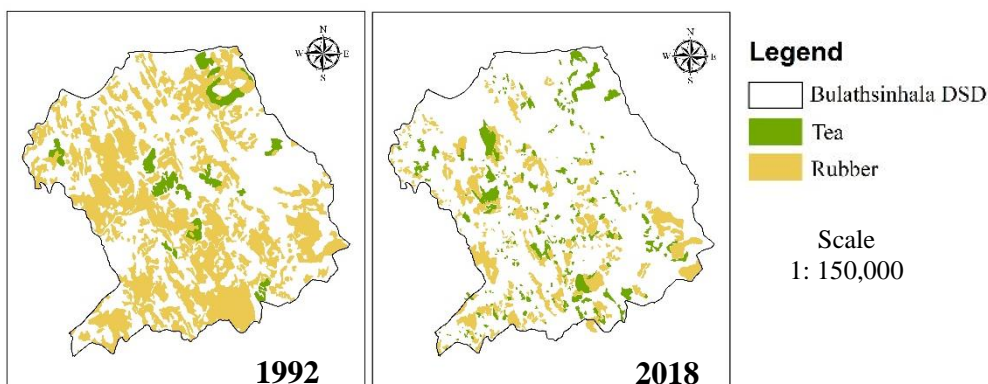 N
W E
S
1992
N
W E
S
2018
Legend
Bulathsinhala DSD
Tea
Rubber
Scale
1: 150,000